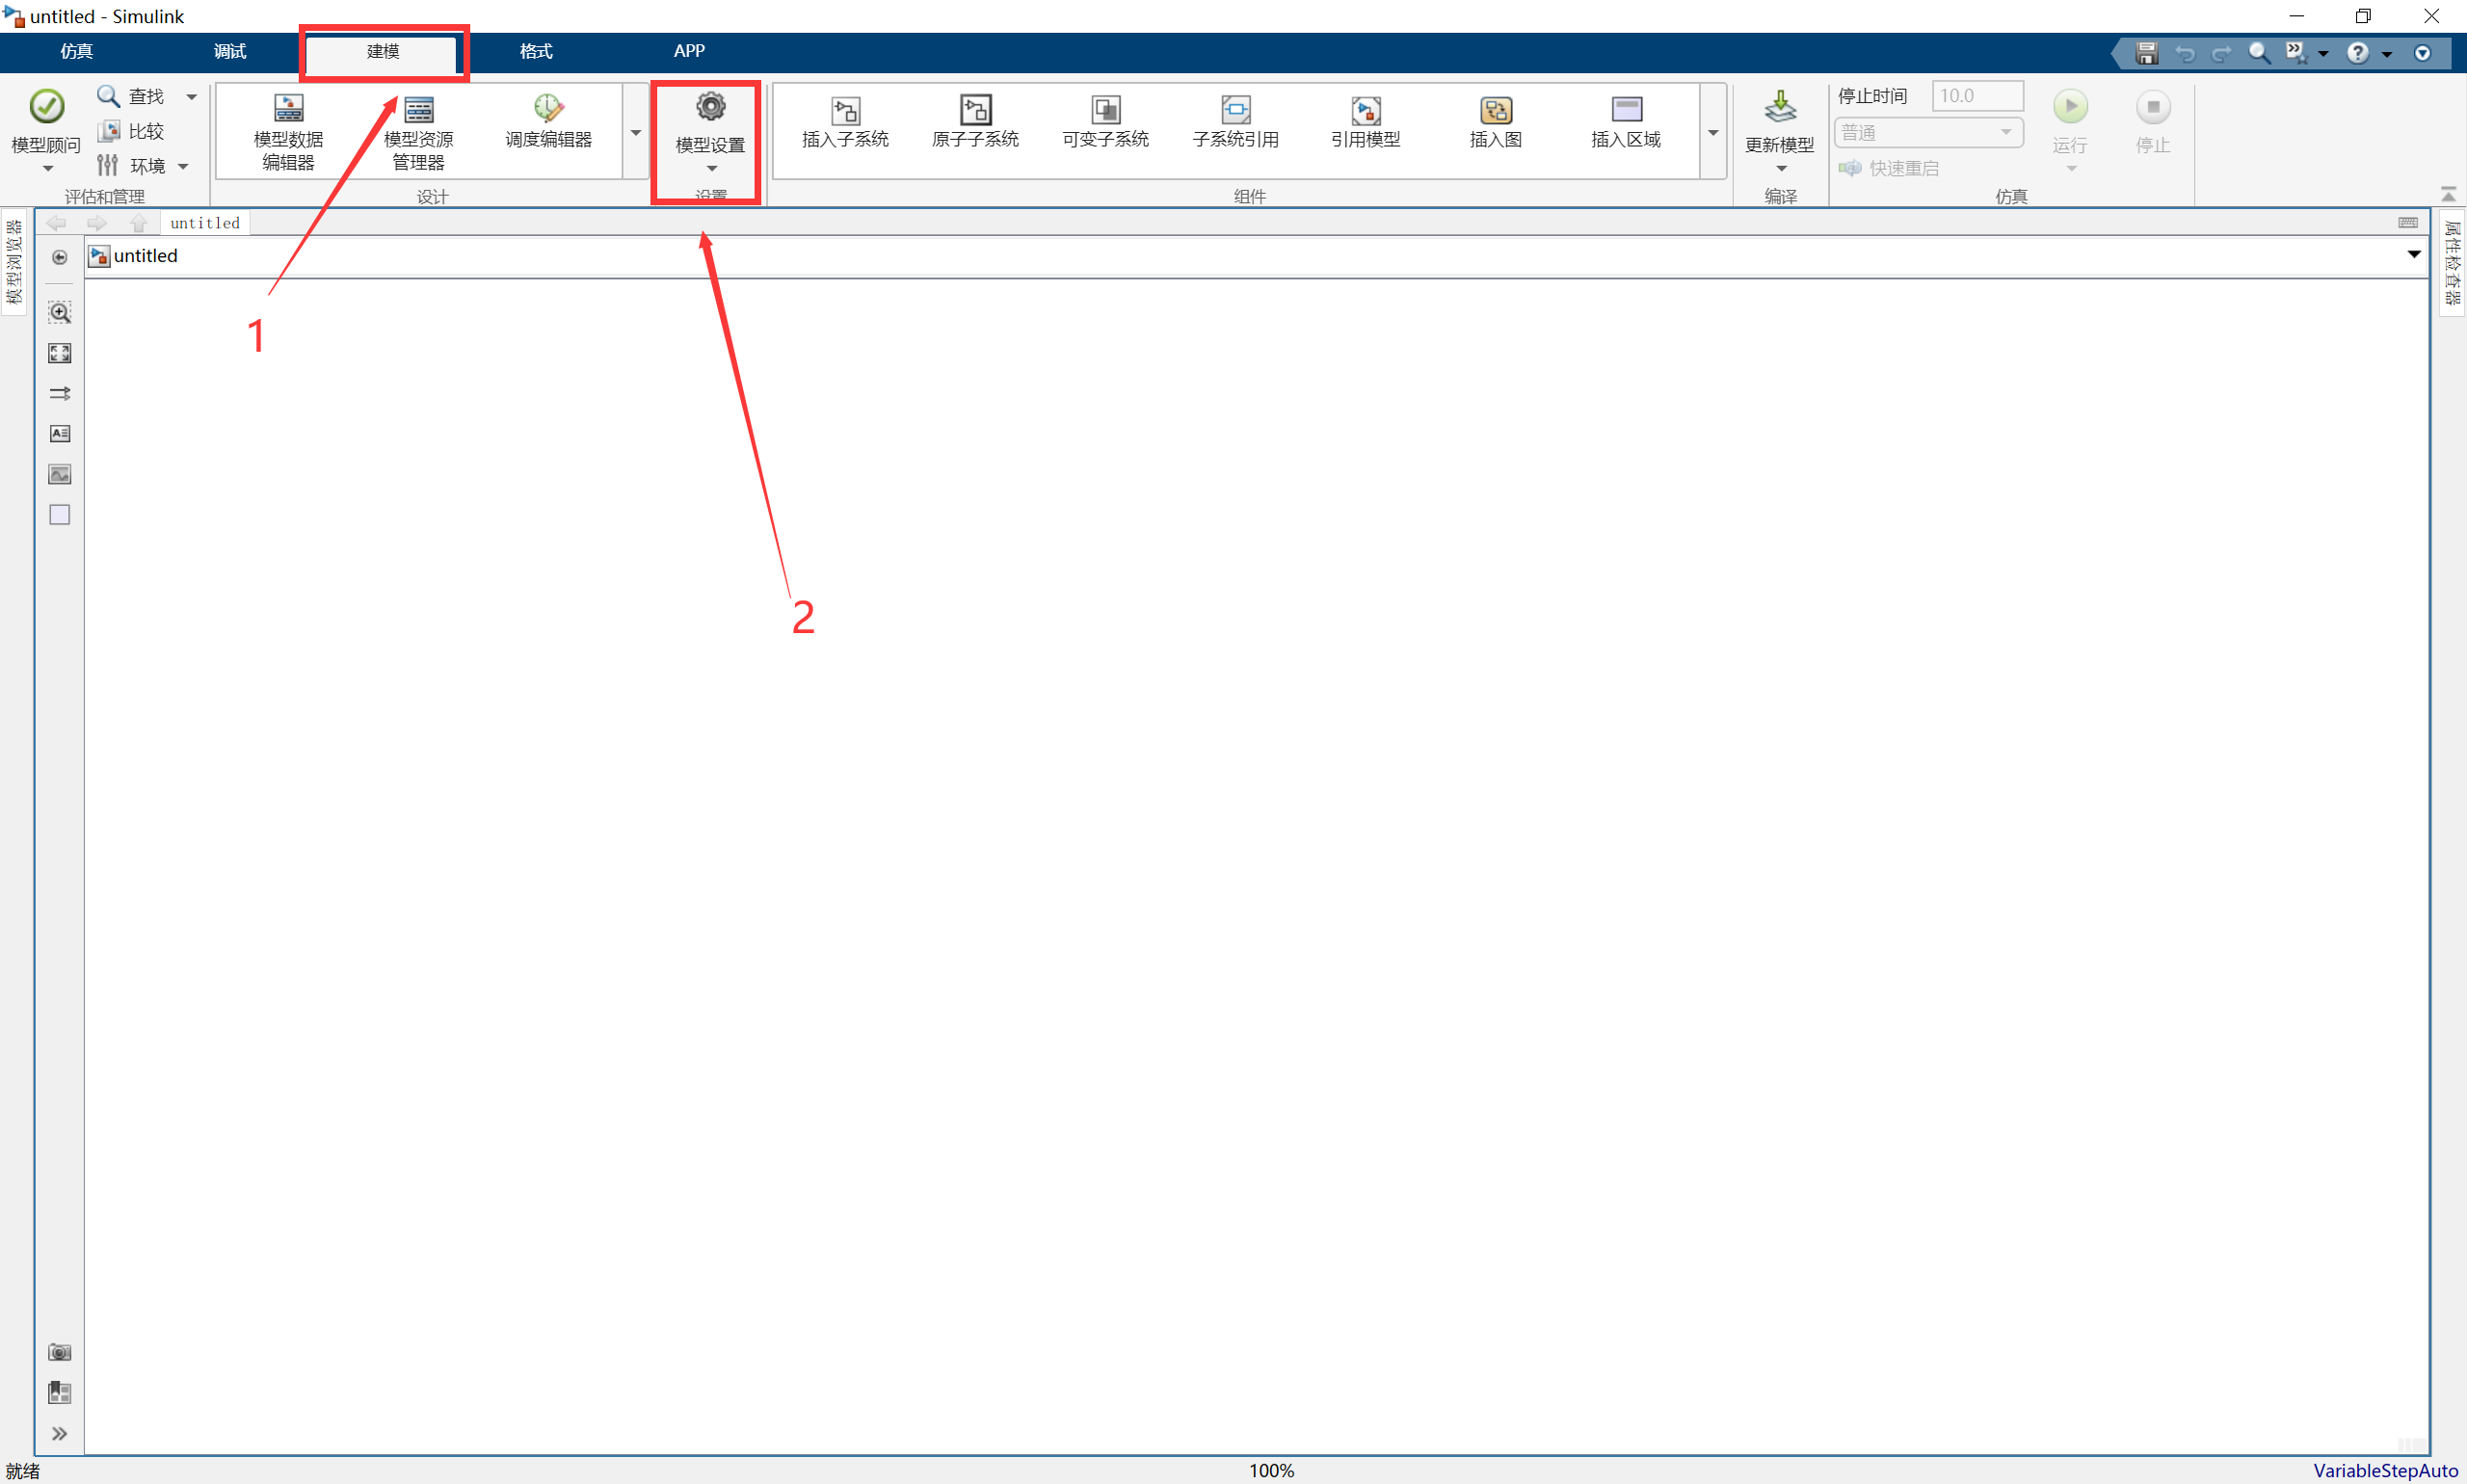 untitled - Simulink
仿真 调试 建模 格式 APP
模型顾问
查找
比较
环境
评估和管理
模型数据
编辑器
模型资源
管理器
调度编辑器
设计
模型设置
设置
插入子系统
原子子系统
可变子系统
子系统引用
引用模型
插入图
插入区域
组件
更新模型
编译
停止时间 10.0
普通
快速重启
运行
停止
仿真
模型浏览器
untitled
untitled
属性检查器
1
2
就绪
100%
VariableStepAuto